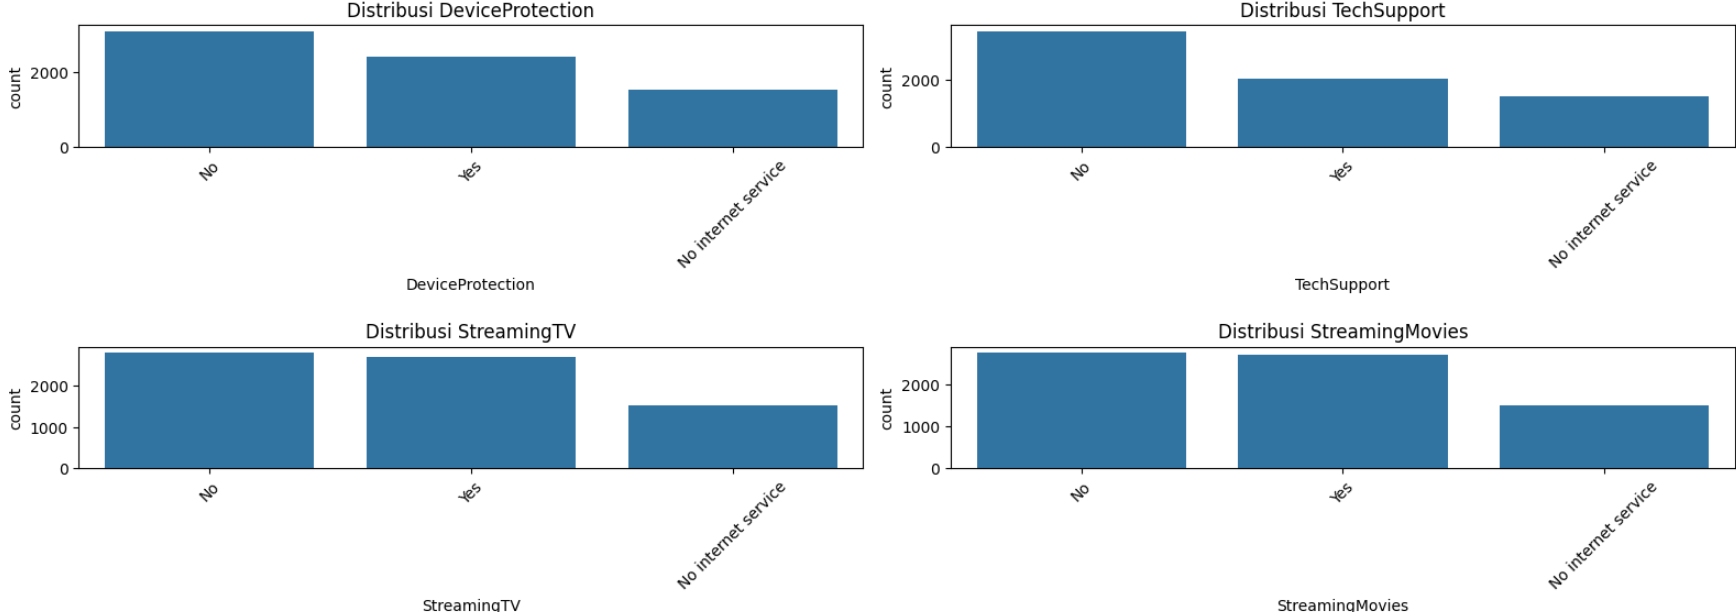 Distribusi DeviceProtection
count
2000
0
No
Yes
No internet service
DeviceProtection
Distribusi TechSupport
count
2000
0
No
Yes
No internet service
TechSupport
Distribusi StreamingTV
count
2000
1000
0
No
Yes
No internet service
StreamingTV
Distribusi StreamingMovies
count
2000
1000
0
No
Yes
No internet service
StreamingMovies